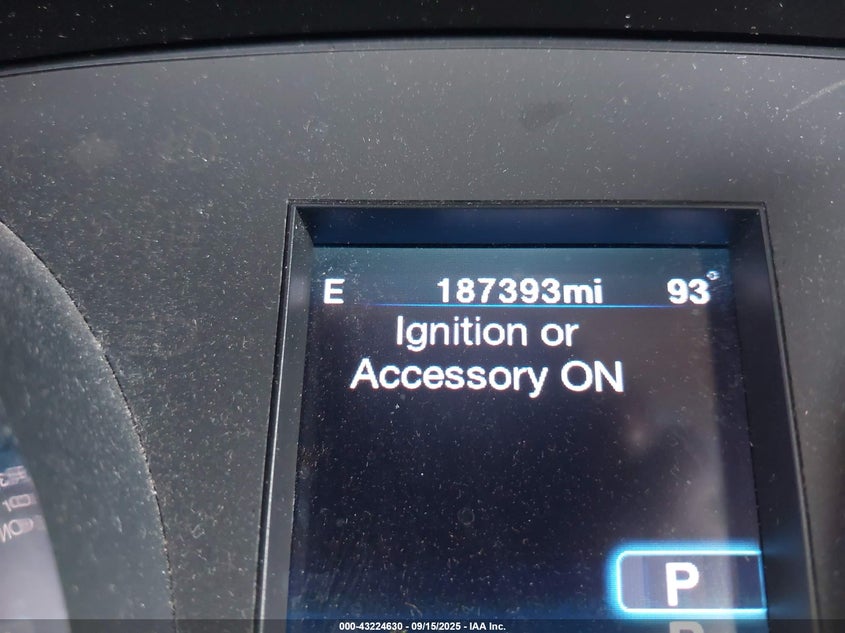 E 187393mi 93°
Ignition or
Accessory ON
P
000-43224630 - 09/15/2025 - IAA Inc.